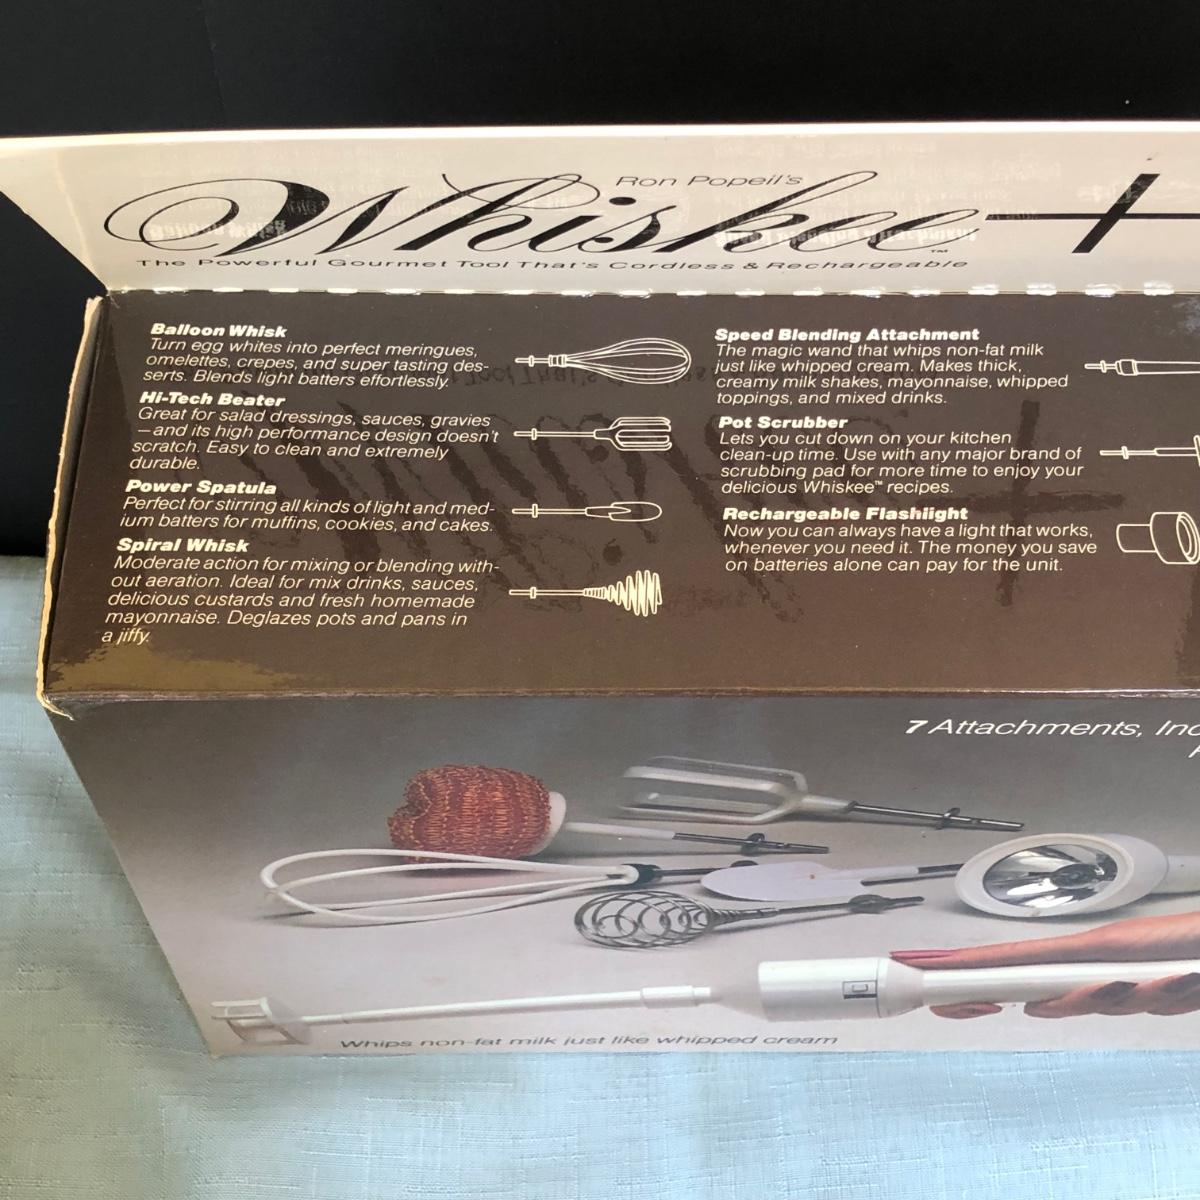 Ron Popeil's
Whiskee+™
The Powerful Gourmet Tool That's Cordless & Rechargeable
Balloon Whisk
Turn egg whites into perfect meringues,
omelettes, crepes, and super tasting des-
serts. Blends light batters effortlessly.
Hi-Tech Beater
Great for salad dressings, sauces, gravies
—and its high performance design doesn't
scratch. Easy to clean and extremely
durable.
Power Spatula
Perfect for stirring all kinds of light and med-
ium batters for muffins, cookies, and cakes.
Spiral Whisk
Moderate action for mixing or blending with-
out aeration. Ideal for mix drinks, sauces,
delicious custards and fresh homemade
mayonnaise. Deglazes pots and pans in
a jiffy.
Speed Blending Attachment
The magic wand that whips non-fat milk
just like whipped cream. Makes thick,
creamy milk shakes, mayonnaise, whipped
toppings, and mixed drinks.
Pot Scrubber
Lets you cut down on your kitchen
clean-up time. Use with any major brand of
scrubbing pad for more time to enjoy your
delicious Whiskee™ recipes.
Rechargeable Flashlight
Now you can always have a light that works,
whenever you need it. The money you save
on batteries alone can pay for the unit.
7 Attachments, Inc
Whips non-fat milk just like whipped cream